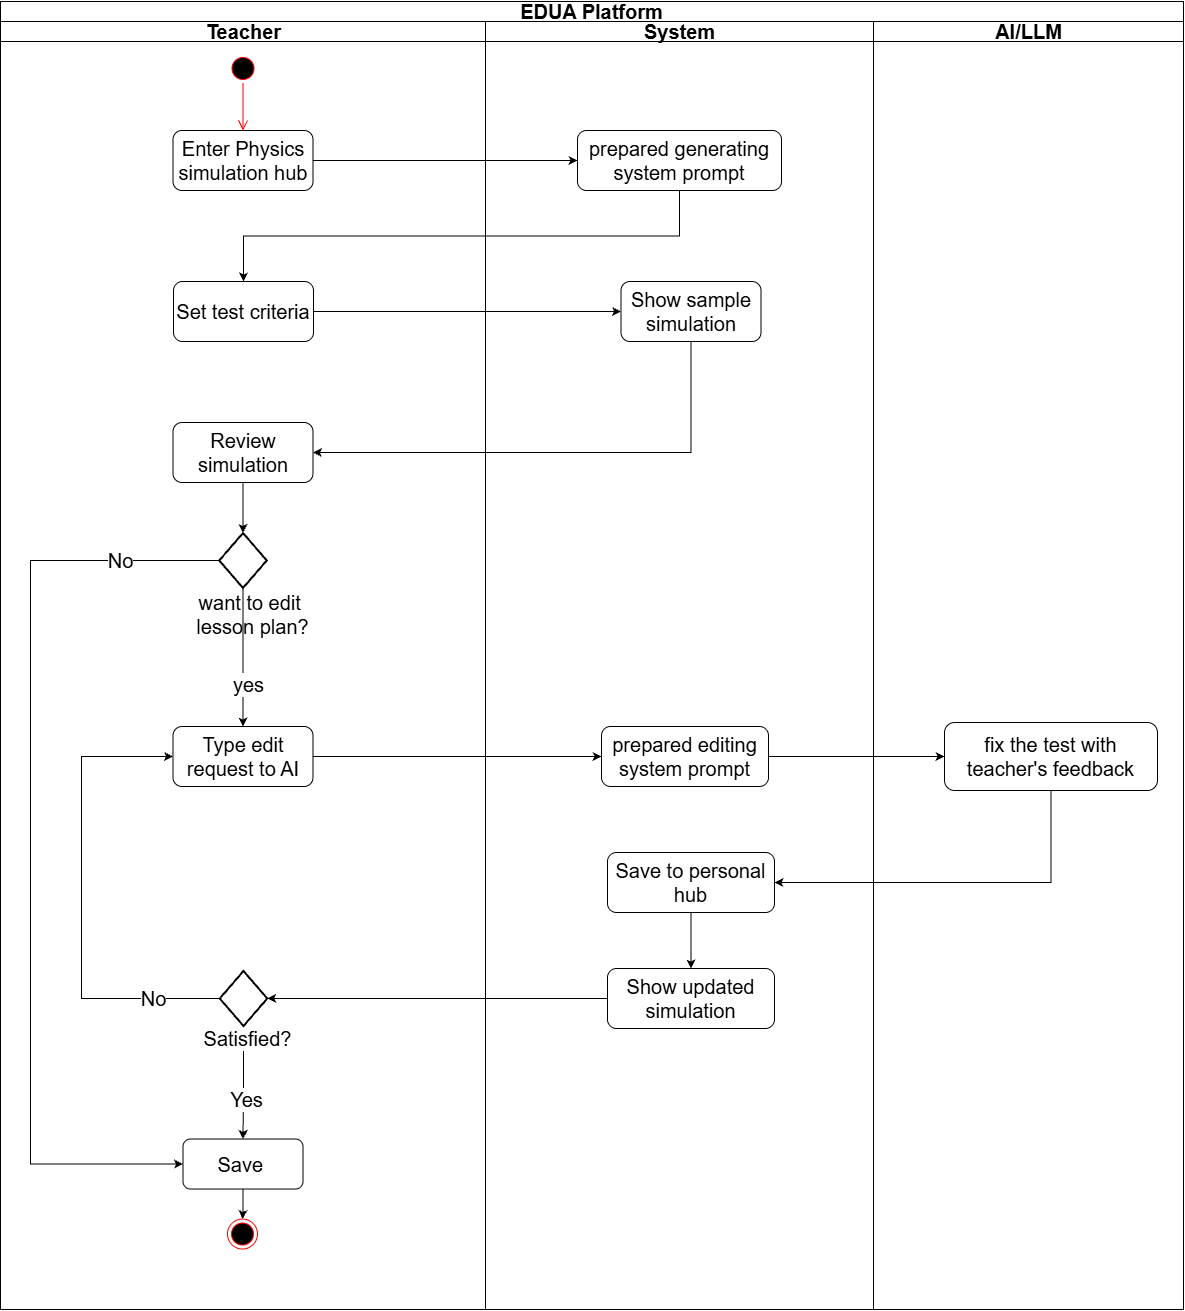 EDUA Platform
Teacher
System
AI/LLM
Enter Physics
simulation hub
prepared generating
system prompt
Set test criteria
Show sample
simulation
Review
simulation
No
want to edit
lesson plan?
yes
Type edit
request to AI
prepared editing
system prompt
fix the test with
teacher's feedback
Save to personal
hub
No
Show updated
simulation
Satisfied?
Yes
Save